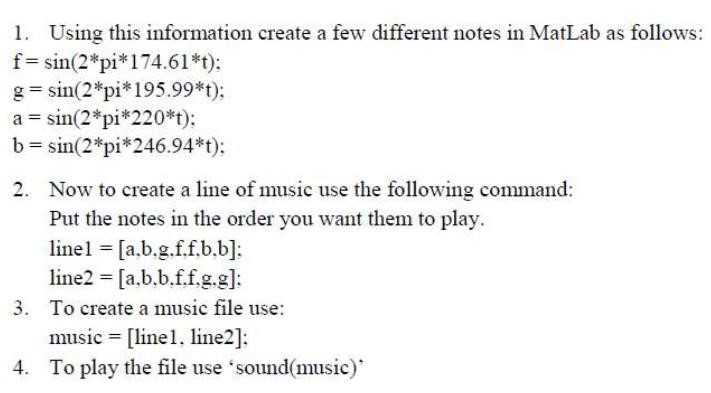 1. Using this information create a few different notes in MatLab as follows:
f = sin(2*pi*174.61*t);
g = sin(2*pi*195.99*t);
a = sin(2*pi*220*t);
b = sin(2*pi*246.94*t);
2. Now to create a line of music use the following command:
Put the notes in the order you want them to play.
line1 = [a,b,g,f,f,b,b];
line2 = [a,b,b,f,f,g,g];
3. To create a music file use:
music = [line1, line2];
4. To play the file use ‘sound(music)’